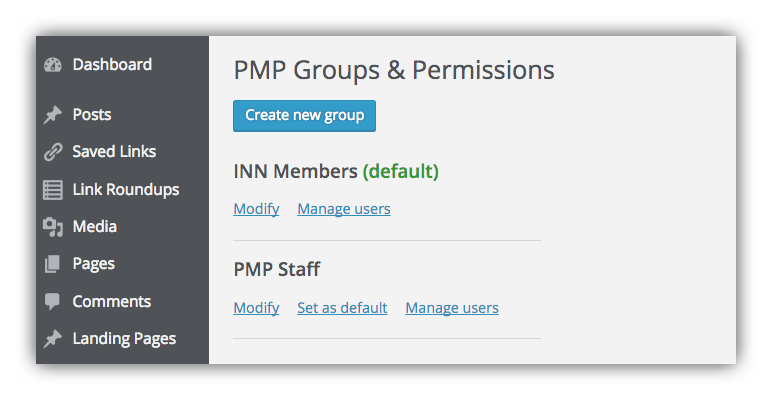 Dashboard
Posts
Saved Links
Link Roundups
Media
Pages
Comments
Landing Pages
PMP Groups & Permissions
Create new group
INN Members (default)
Modify Manage users
PMP Staff
Modify Set as default Manage users